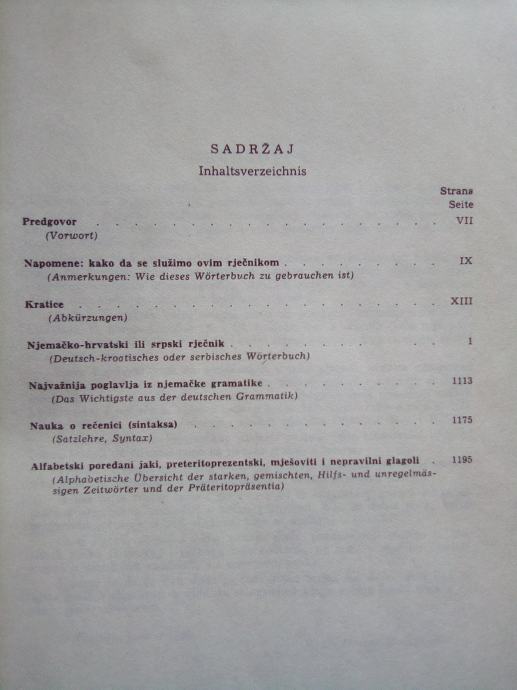 SADRŽAJ
Inhaltsverzeichnis
Strana
Seite
Predgovor . . . . . . . . . . . . . . . . VII
(Vorwort)
Napomene: kako da se služimo ovim rječnikom . . . . . . . IX
(Anmerkungen: Wie dieses Wörterbuch zu gebrauchen ist)
Kratice . . . . . . . . . . . . . . . . XIII
(Abkürzungen)
Njemačko-hrvatski ili srpski rječnik . . . . . . . . . . 1
(Deutsch-kroatisches oder serbisches Wörterbuch)
Najvažnija poglavlja iz njemačke gramatike . . . . . . . . 1113
(Das Wichtigste aus der deutschen Grammatik)
Nauka o rečenici (sintaksa) . . . . . . . . . . . . 1175
(Satzlehre, Syntax)
Alfabetski poredani jaki, preteritoprezentski, mješoviti i nepravilni glagoli . 1195
(Alphabetische Übersicht der starken, gemischten, Hilfs- und unregelmäs-
sigen Zeitwörter und der Präteritopräsentia)